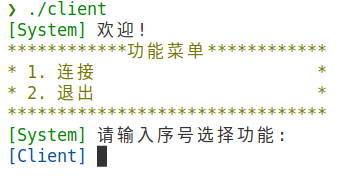 ❯ ./client
[System] 欢迎!
************功能菜单************
* 1. 连接                      *
* 2. 退出                      *
********************************
[System] 请输入序号选择功能:
[Client]